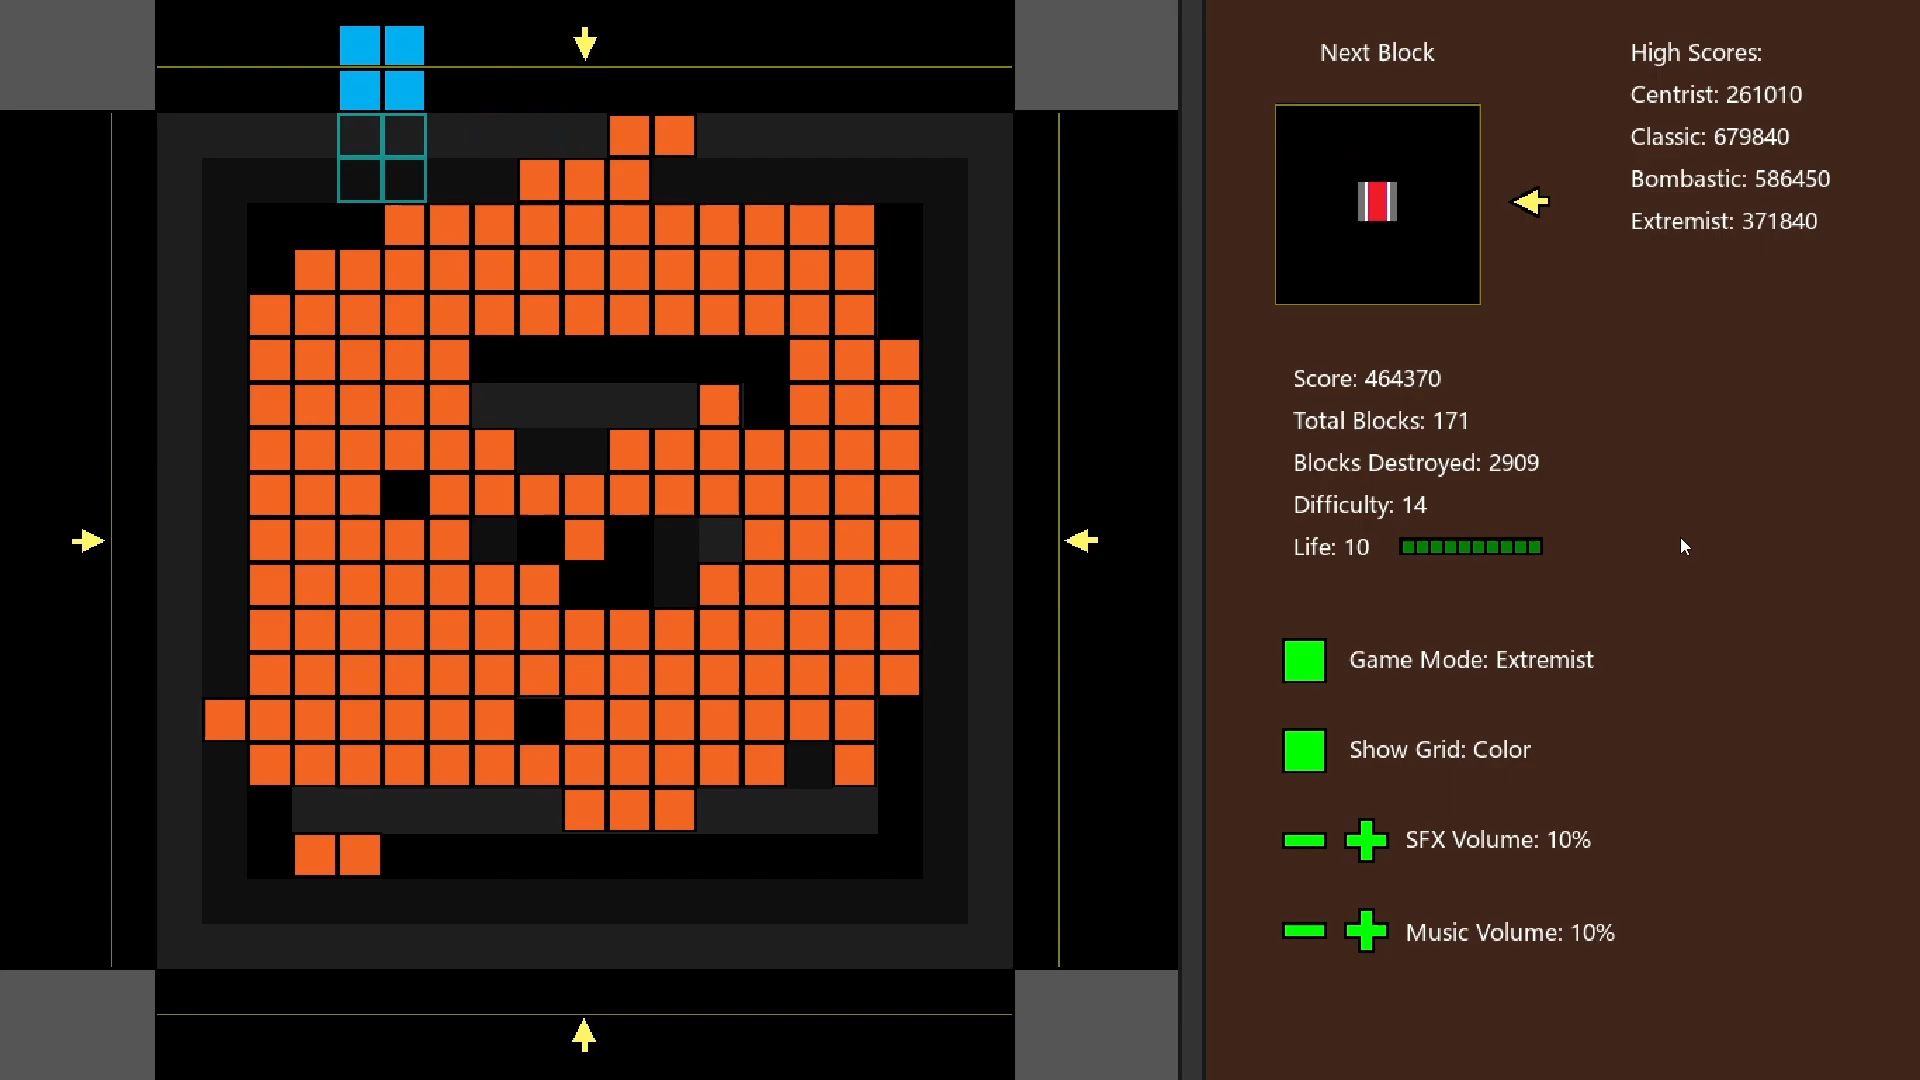 Next Block
High Scores:
Centrist: 261010
Classic: 679840
Bombastic: 586450
Extremist: 371840
Score: 464370
Total Blocks: 171
Blocks Destroyed: 2909
Difficulty: 14
Life: 10
Game Mode: Extremist
Show Grid: Color
SFX Volume: 10%
Music Volume: 10%